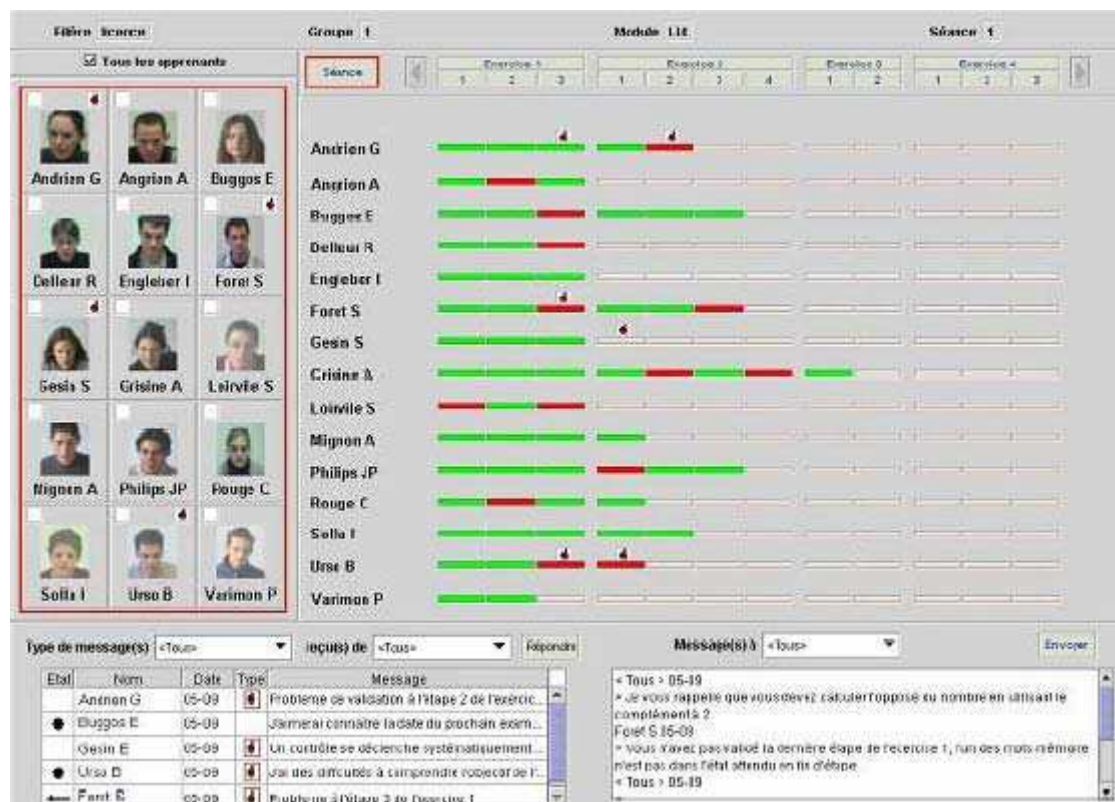 Filière licence Groupe 1 Module L1E Séance 1
Tous les apprenants
Séance
Exercice 1 Exercice 2 Exercice 3 Exercice 4
1 2 3 1 2 3 4 1 2 1 2 3
Andrien G Angrion A Buggos E
Delleur R Engleber I Foret S
Gesin S Grisine A Loinvile S
Mignon A Philips JP Rouge C
Solla I Urso B Varimon P
Andrien G
Angrion A
Buggos E
Delleur R
Engleber I
Foret S
Gesin S
Grisine A
Loinvile S
Mignon A
Philips JP
Rouge C
Solla I
Urso B
Varimon P
Type de message(s) <Tous> reçu(s) de <Tous> Répondre
Message(s) à <Tous> Envoyer
Etat Nom Date Type Message
Andrien G 05-09 Probleme de validation à l'étape 2 de l'exercic...
Buggos E 05-09 J'aimerai connaitre la date du prochain exam...
Gesin E 05-09 Un contrôle se déclenche systématiquement...
Urso B 05-09 J'ai des difficultés à comprendre l'objectif de l'...
Foret S 05-09 Probleme à l'étape 3 de l'exercice 1
< Tous > 05-09
> Je vous rappelle que vous devez calculer l'opposé du nombre en utilisant le
complément à 2
Foret S 05-09
> Vous n'avez pas validé la dernière étape de l'exercice 1, l'un des mots mémoire
n'est pas dans l'état attendu en fin d'étape
< Tous > 05-09